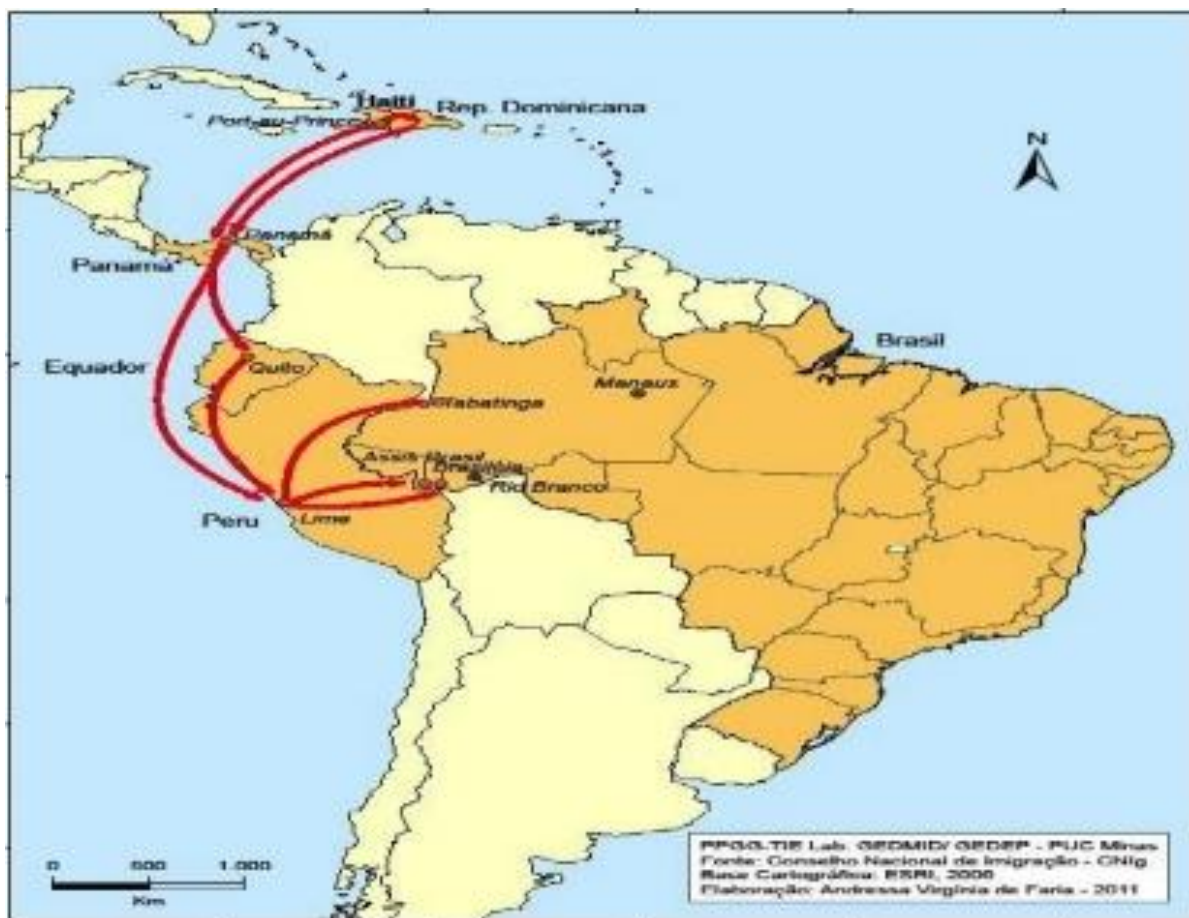 Haiti
Rep. Dominicana
Port-au-Prince
N
Panamá
Panamá
Brasil
Equador
Quito
Manaus
Tabatinga
Assis Brasil
Brasiléia
Rio Branco
Peru
Lima
0 500 1.000
Km
PPGG-TIE Lab. GEDMID/ GEDEP - PUC Minas
Fonte: Conselho Nacional de Imigração - CNIg
Base Cartográfica: ESRI, 2006
Elaboração: Andressa Virgínia de Faria - 2011